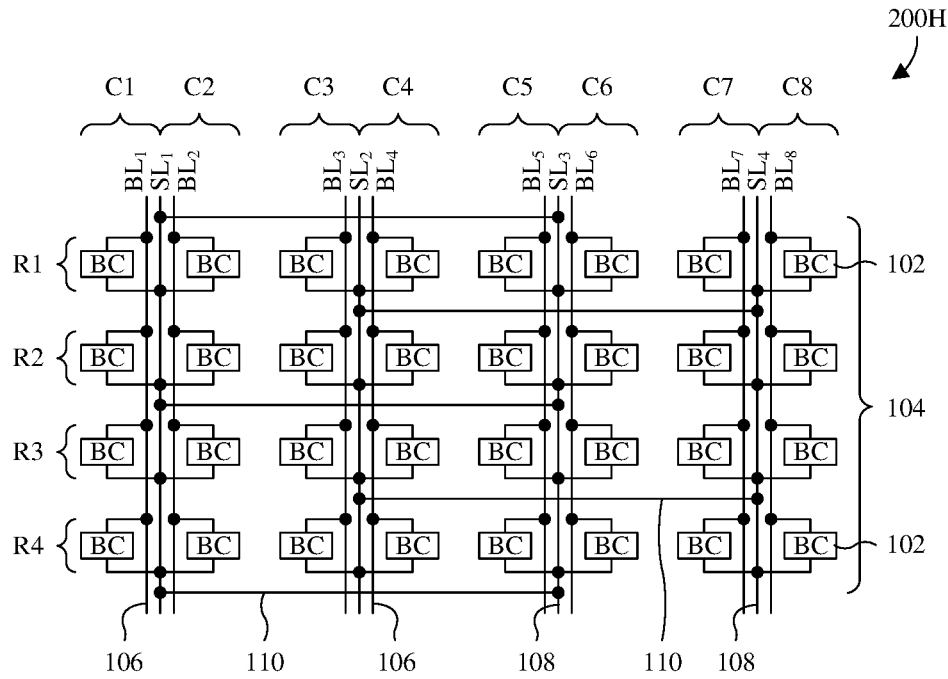 200H
C1 C2 C3 C4 C5 C6 C7 C8
BL₁ SL₁ BL₂ BL₃ SL₂ BL₄ BL₅ SL₃ BL₆ BL₇ SL₄ BL₈
R1 BC BC BC BC BC BC BC BC 102
R2 BC BC BC BC BC BC BC BC
104
R3 BC BC BC BC BC BC BC BC
R4 BC BC BC BC BC BC BC BC 102
106 110 106 108 110 108